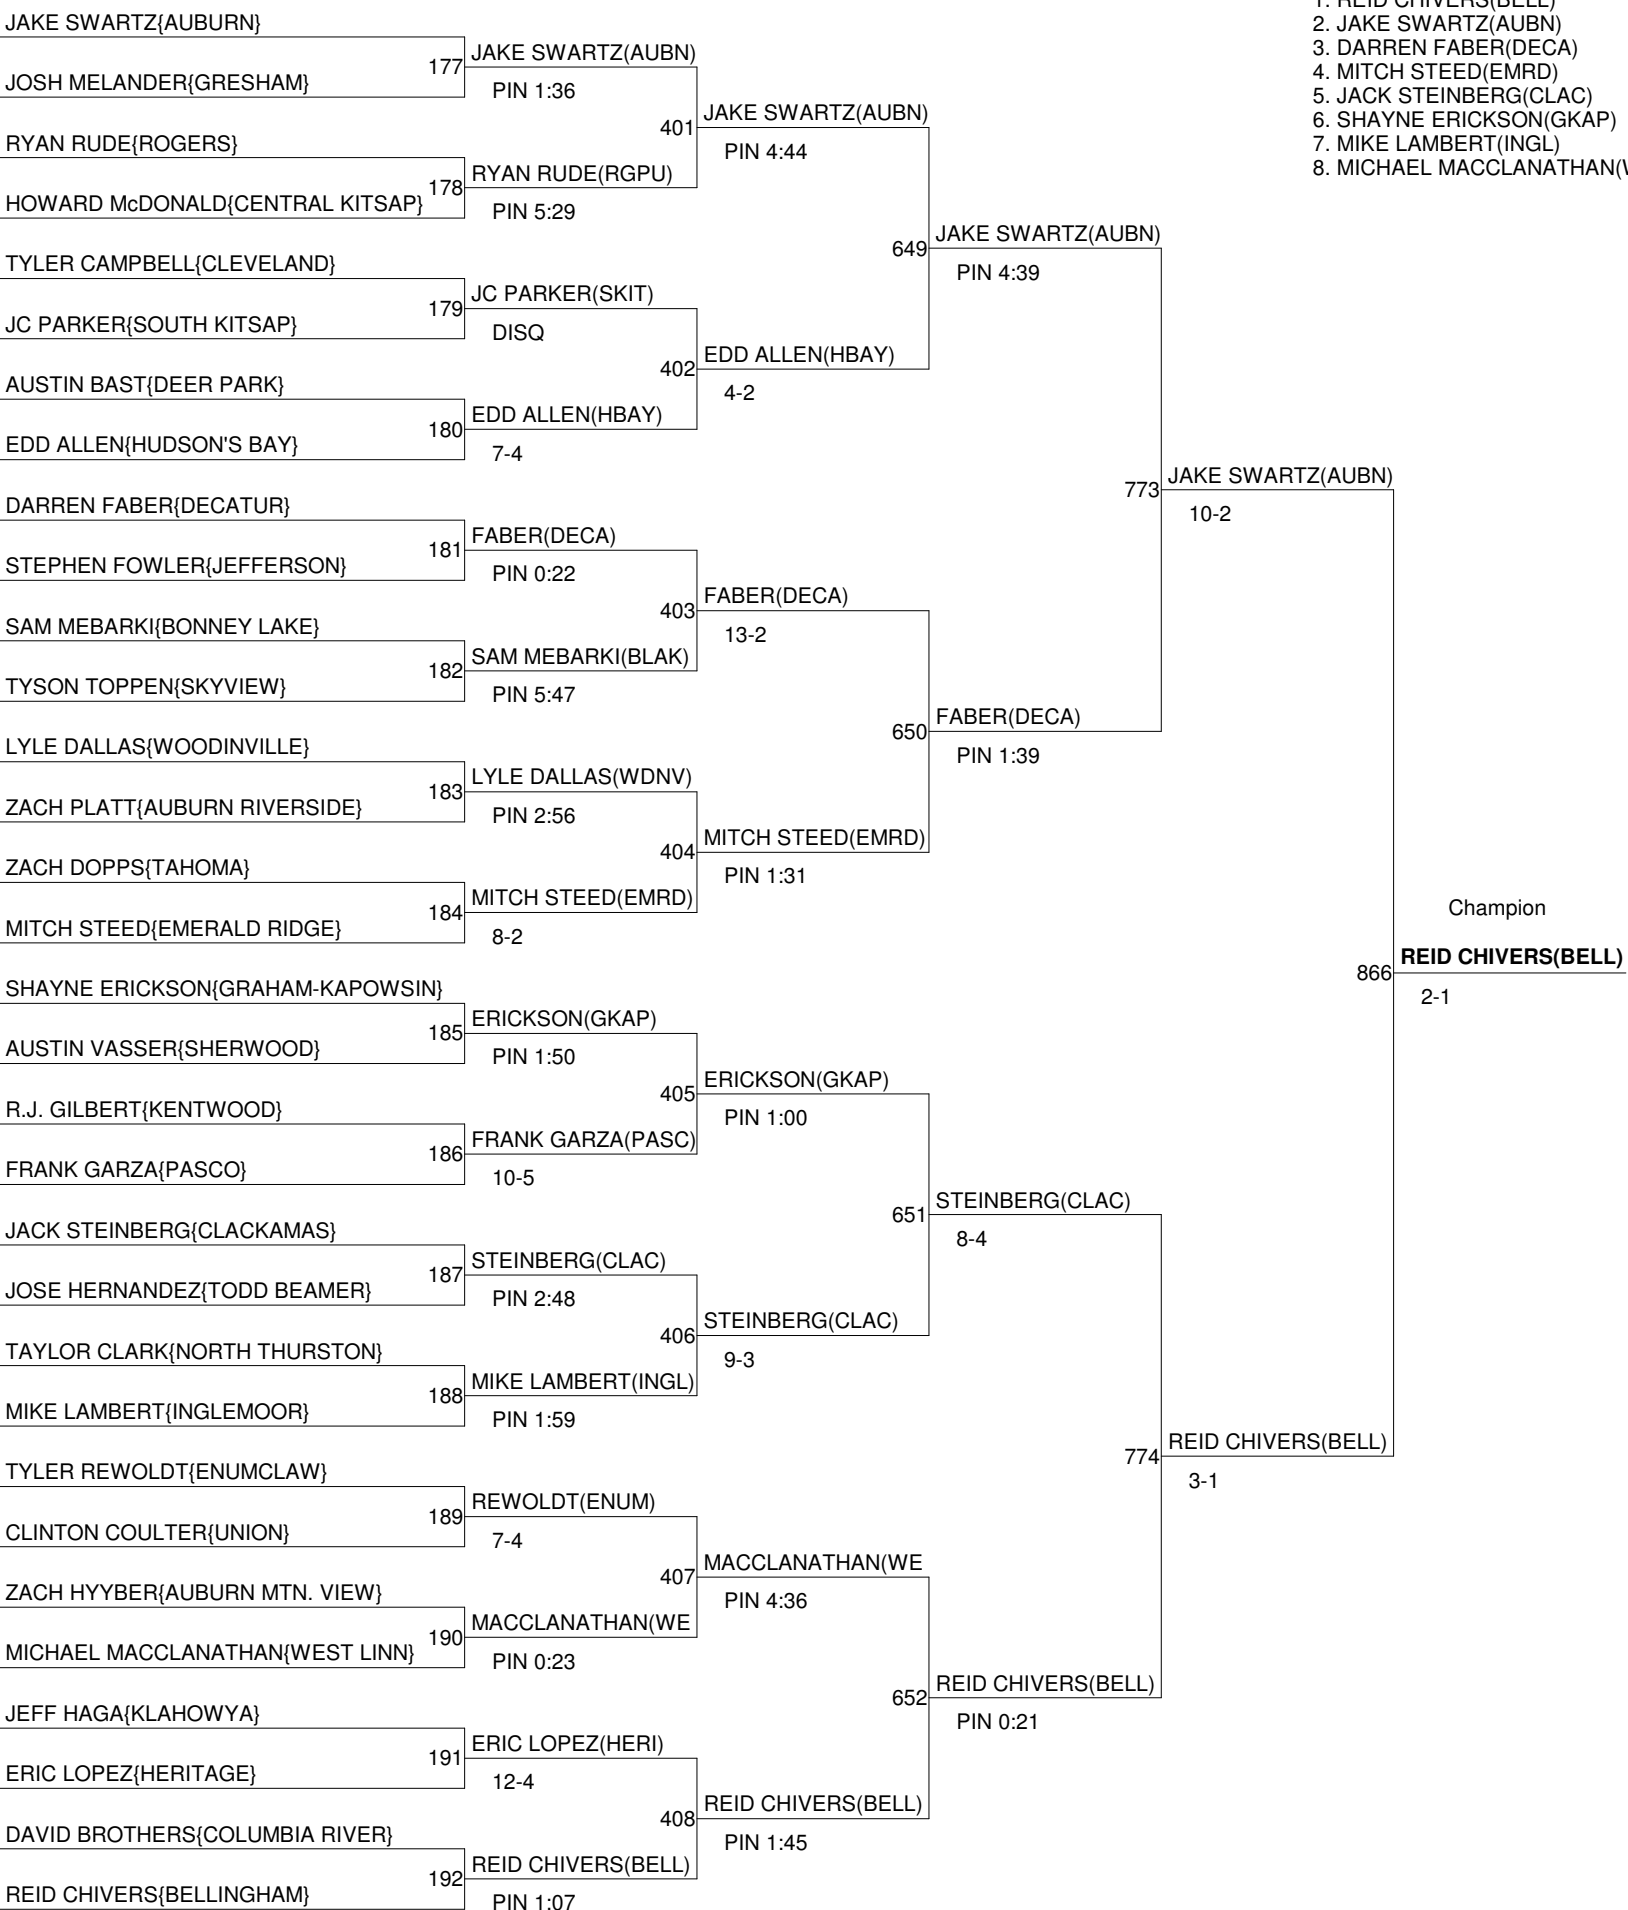 1. REID CHIVERS(BELL)
2. JAKE SWARTZ(AUBN)
3. DARREN FABER(DECA)
4. MITCH STEED(EMRD)
5. JACK STEINBERG(CLAC)
6. SHAYNE ERICKSON(GKAP)
7. MIKE LAMBERT(INGL)
8. MICHAEL MACCLANATHAN(
JAKE SWARTZ{AUBURN}
JOSH MELANDER{GRESHAM}
RYAN RUDE{ROGERS}
HOWARD McDONALD{CENTRAL KITSAP}
TYLER CAMPBELL{CLEVELAND}
JC PARKER{SOUTH KITSAP}
AUSTIN BAST{DEER PARK}
EDD ALLEN{HUDSON'S BAY}
DARREN FABER{DECATUR}
STEPHEN FOWLER{JEFFERSON}
SAM MEBARKI{BONNEY LAKE}
TYSON TOPPEN{SKYVIEW}
LYLE DALLAS{WOODINVILLE}
ZACH PLATT{AUBURN RIVERSIDE}
ZACH DOPPS{TAHOMA}
MITCH STEED{EMERALD RIDGE}
SHAYNE ERICKSON{GRAHAM-KAPOWSIN}
AUSTIN VASSER{SHERWOOD}
R.J. GILBERT{KENTWOOD}
FRANK GARZA{PASCO}
JACK STEINBERG{CLACKAMAS}
JOSE HERNANDEZ{TODD BEAMER}
TAYLOR CLARK{NORTH THURSTON}
MIKE LAMBERT{INGLEMOOR}
TYLER REWOLDT{ENUMCLAW}
CLINTON COULTER{UNION}
ZACH HYYBER{AUBURN MTN. VIEW}
MICHAEL MACCLANATHAN{WEST LINN}
JEFF HAGA{KLAHOWYA}
ERIC LOPEZ{HERITAGE}
DAVID BROTHERS{COLUMBIA RIVER}
REID CHIVERS{BELLINGHAM}
177 JAKE SWARTZ(AUBN)
PIN 1:36
178 RYAN RUDE(RGPU)
PIN 5:29
179 JC PARKER(SKIT)
DISQ
180 EDD ALLEN(HBAY)
7-4
181 FABER(DECA)
PIN 0:22
182 SAM MEBARKI(BLAK)
PIN 5:47
183 LYLE DALLAS(WDNV)
PIN 2:56
184 MITCH STEED(EMRD)
8-2
185 ERICKSON(GKAP)
PIN 1:50
186 FRANK GARZA(PASC)
10-5
187 STEINBERG(CLAC)
PIN 2:48
188 MIKE LAMBERT(INGL)
PIN 1:59
189 REWOLDT(ENUM)
7-4
190 MACCLANATHAN(WE
PIN 0:23
191 ERIC LOPEZ(HERI)
12-4
192 REID CHIVERS(BELL)
PIN 1:07
401 JAKE SWARTZ(AUBN)
PIN 4:44
402 EDD ALLEN(HBAY)
4-2
403 FABER(DECA)
13-2
404 MITCH STEED(EMRD)
PIN 1:31
405 ERICKSON(GKAP)
PIN 1:00
406 STEINBERG(CLAC)
9-3
407 MACCLANATHAN(WE
PIN 4:36
408 REID CHIVERS(BELL)
PIN 1:45
649 JAKE SWARTZ(AUBN)
PIN 4:39
650 FABER(DECA)
PIN 1:39
651 STEINBERG(CLAC)
8-4
652 REID CHIVERS(BELL)
PIN 0:21
773 JAKE SWARTZ(AUBN)
10-2
774 REID CHIVERS(BELL)
3-1
Champion
866 REID CHIVERS(BELL)
2-1